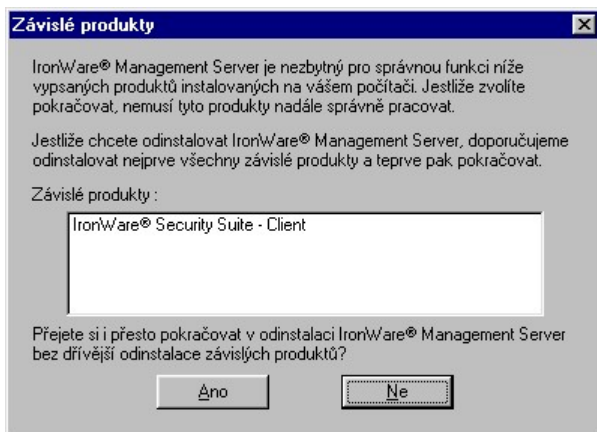 Závislé produkty
IronWare® Management Server je nezbytný pro správnou funkci níže
vypsaných produktů instalovaných na vášem počítači. Jestliže zvolíte
pokračovat, nemusí tyto produkty nadále správně pracovat.
Jestliže chcete odinstalovat IronWare® Management Server, doporučujeme
odinstalovat nejprve všechny závislé produkty a teprve pak pokračovat.
Závislé produkty :
IronWare® Security Suite - Client
Přejete si i přesto pokračovat v odinstalaci IronWare® Management Server
bez dřívější odinstalace závislých produktů?
Ano
Ne